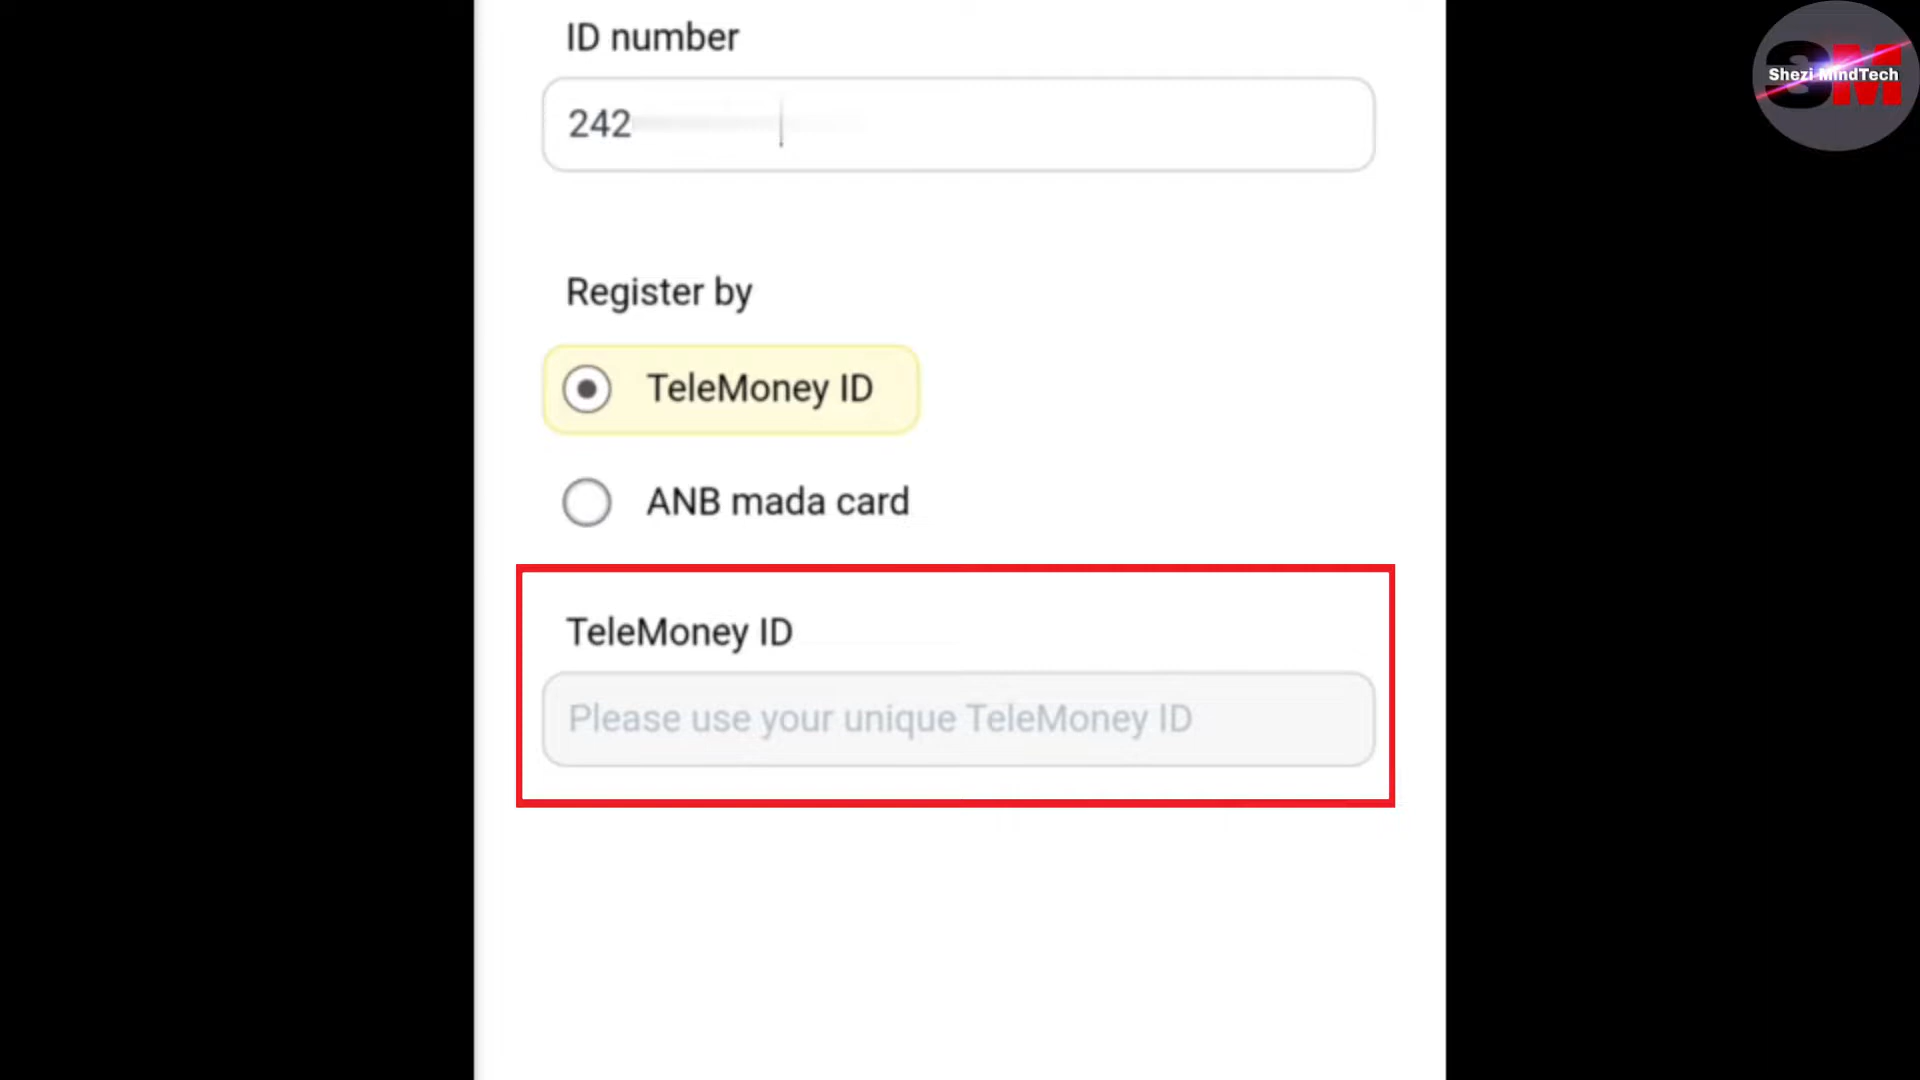 ID number
242
Register by
TeleMoney ID
ANB mada card
TeleMoney ID
Please use your unique TeleMoney ID
3M
Shezi MindTech